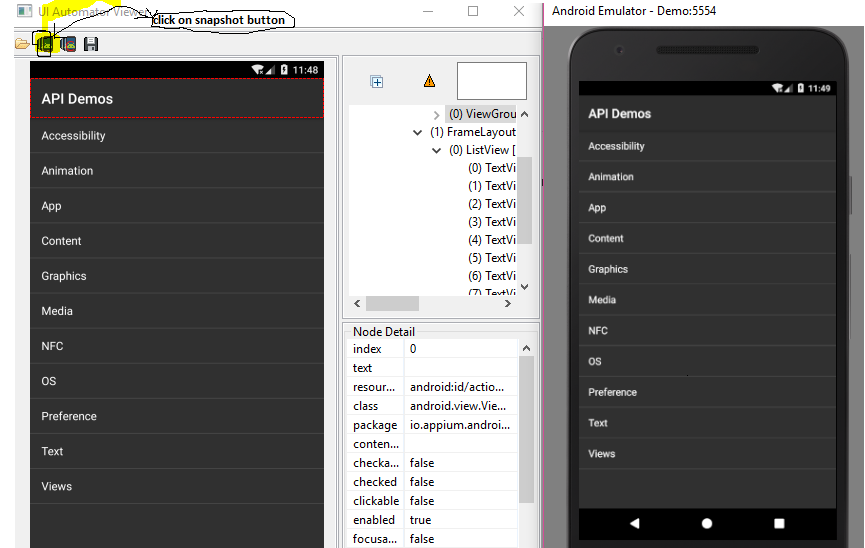 UI Automator Viewer
click on snapshot button
11:48
API Demos
Accessibility
Animation
App
Content
Graphics
Media
NFC
OS
Preference
Text
Views
(0) ViewGrou
(1) FrameLayout
(0) ListView [
(0) TextVi
(1) TextVi
(2) TextVi
(3) TextVi
(4) TextVi
(5) TextVi
(6) TextVi
(7) TextVi
Node Detail
index 0
text
resour... android:id/actio...
class android.view.Vie...
package io.appium.androi...
conten...
checka... false
checked false
clickable false
enabled true
focusa... false
Android Emulator - Demo:5554
11:49
API Demos
Accessibility
Animation
App
Content
Graphics
Media
NFC
OS
Preference
Text
Views